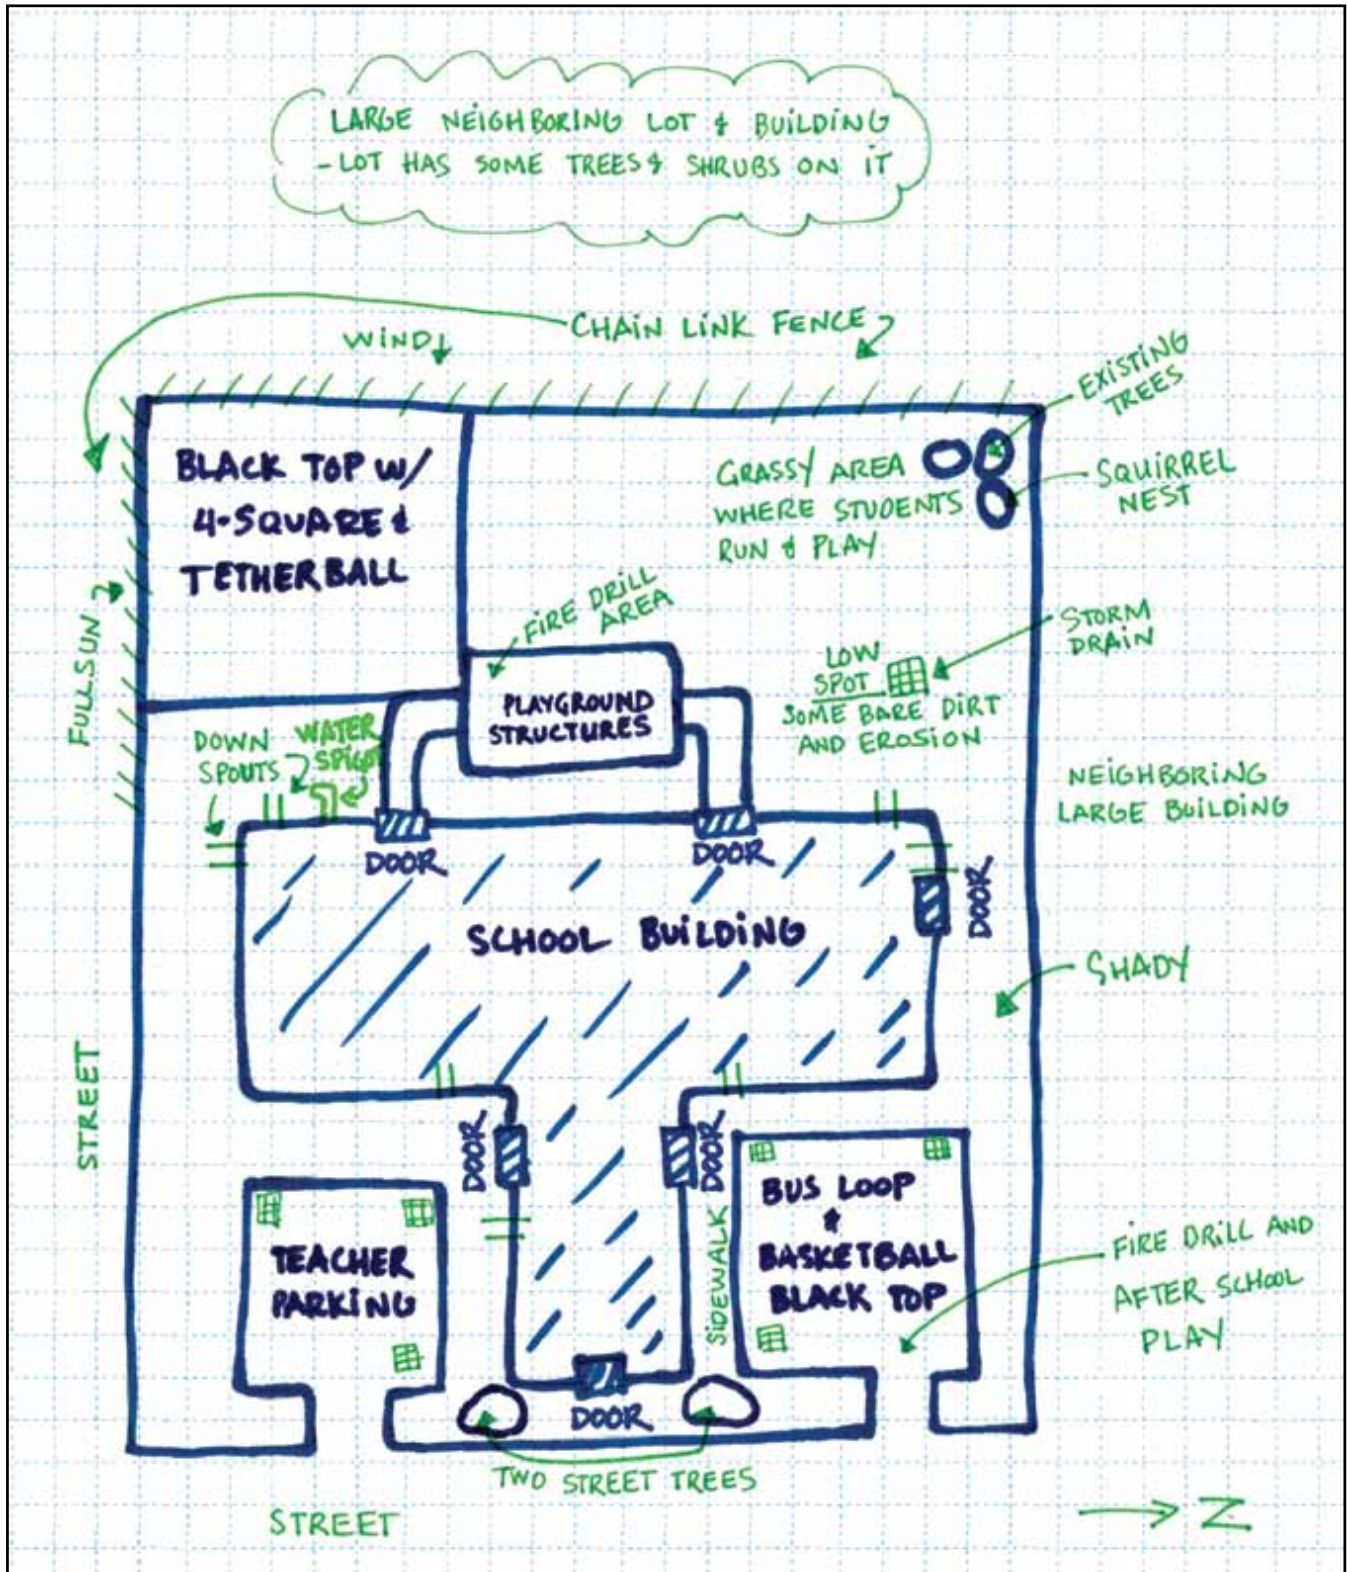 LARGE NEIGHBORING LOT & BUILDING
- LOT HAS SOME TREES & SHRUBS ON IT
CHAIN LINK FENCE
WIND
EXISTING
TREES
BLACK TOP W/
4-SQUARE &
TETHERBALL
GRASSY AREA
WHERE STUDENTS
RUN & PLAY
SQUIRREL
NEST
FIRE DRILL
AREA
FULL SUN
STORM
DRAIN
LOW
SPOT
SOME BARE DIRT
AND EROSION
PLAYGROUND
STRUCTURES
DOWN
SPOUTS
WATER
SPIGOT
NEIGHBORING
LARGE BUILDING
DOOR
DOOR
DOOR
SCHOOL BUILDING
SHADY
STREET
DOOR
DOOR
BUS LOOP
&
BASKETBALL
BLACK TOP
SIDEWALK
TEACHER
PARKING
FIRE DRILL AND
AFTER SCHOOL
PLAY
DOOR
TWO STREET TREES
STREET
N